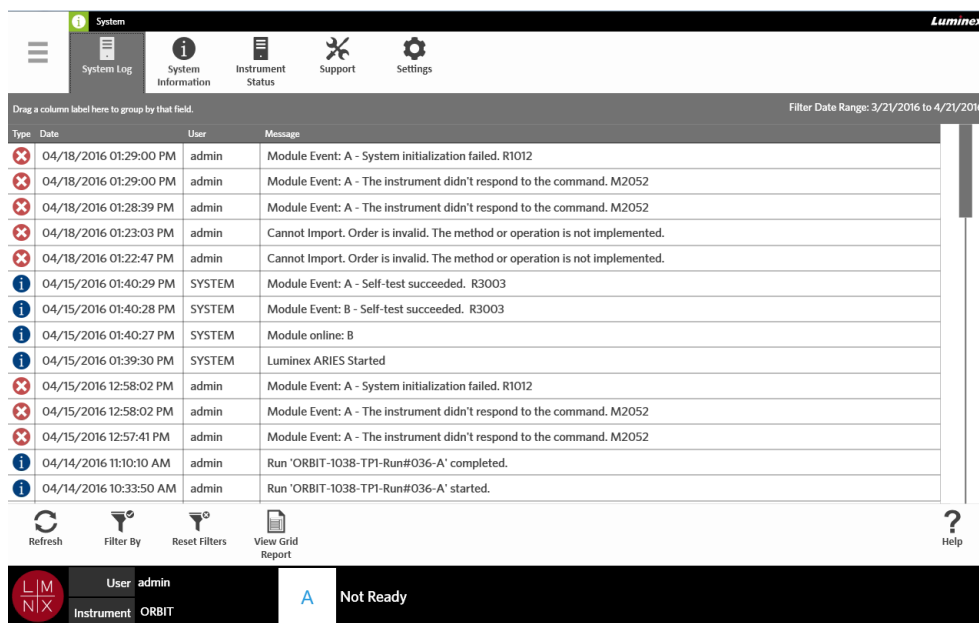 System
Luminex
System Log
System Information
Instrument Status
Support
Settings
Drag a column label here to group by that field.
Filter Date Range: 3/21/2016 to 4/21/2016
Type Date User Message
04/18/2016 01:29:00 PM admin Module Event: A - System initialization failed. R1012
04/18/2016 01:29:00 PM admin Module Event: A - The instrument didn't respond to the command. M2052
04/18/2016 01:28:39 PM admin Module Event: A - The instrument didn't respond to the command. M2052
04/18/2016 01:23:03 PM admin Cannot Import. Order is invalid. The method or operation is not implemented.
04/18/2016 01:22:47 PM admin Cannot Import. Order is invalid. The method or operation is not implemented.
04/15/2016 01:40:29 PM SYSTEM Module Event: A - Self-test succeeded. R3003
04/15/2016 01:40:28 PM SYSTEM Module Event: B - Self-test succeeded. R3003
04/15/2016 01:40:27 PM SYSTEM Module online: B
04/15/2016 01:39:30 PM SYSTEM Luminex ARIES Started
04/15/2016 12:58:02 PM admin Module Event: A - System initialization failed. R1012
04/15/2016 12:58:02 PM admin Module Event: A - The instrument didn't respond to the command. M2052
04/15/2016 12:57:41 PM admin Module Event: A - The instrument didn't respond to the command. M2052
04/14/2016 11:10:10 AM admin Run 'ORBIT-1038-TP1-Run#036-A' completed.
04/14/2016 10:33:50 AM admin Run 'ORBIT-1038-TP1-Run#036-A' started.
Refresh
Filter By
Reset Filters
View Grid Report
Help
LM
NX
User admin
Instrument ORBIT
A Not Ready